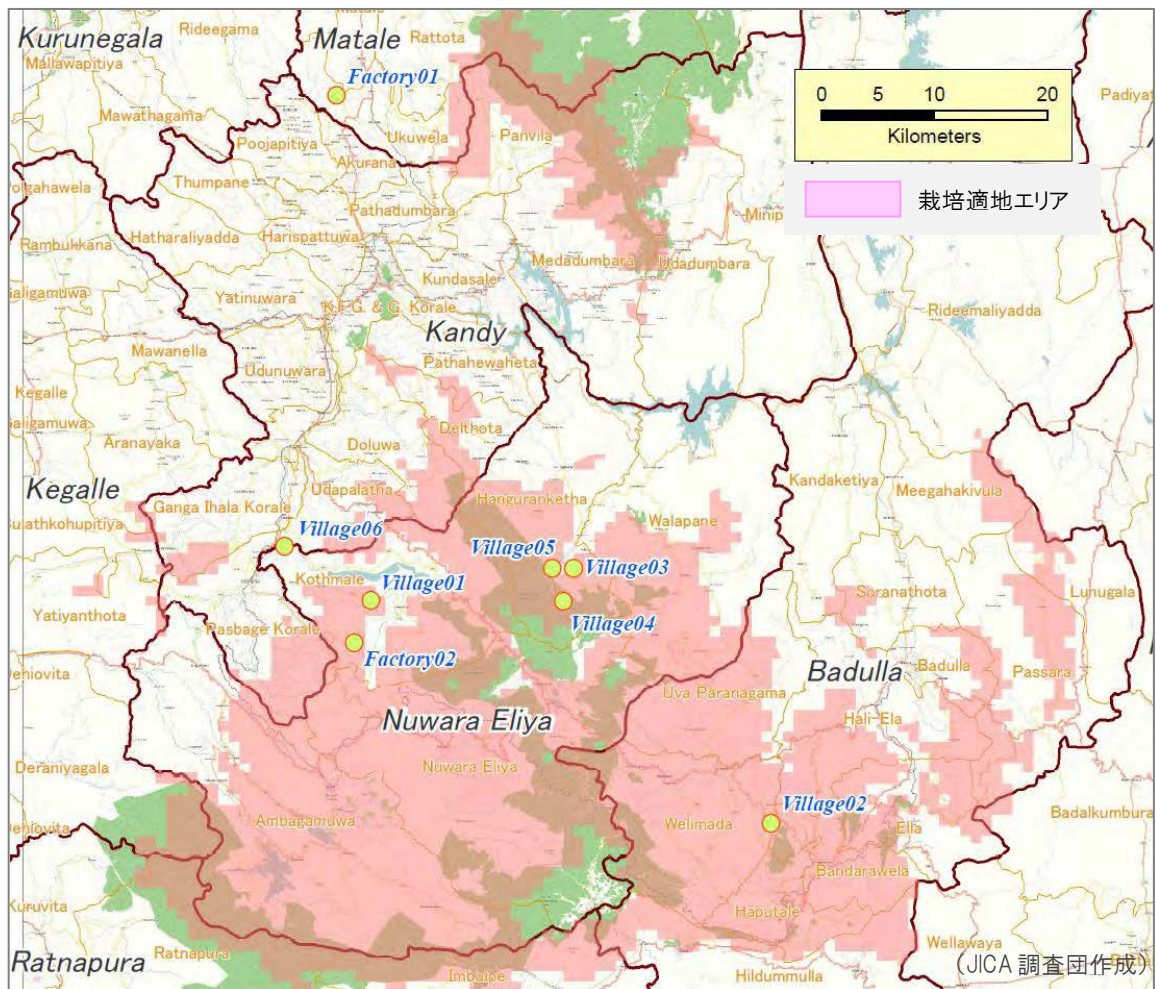 Kurunegala
Rideegama
Matale
Rattota
Mallawapitiya
Factory01
Mawathagama
Ukuwela
Panvila
Poojapitiya
Akurana
0 5 10 20
Kilometers
栽培適地エリア
Thumpane
Pathadumbara
Rambukkana
Hatharaliyadda
Harispattuwa
Medadumbara
Udadumbara
Kundasale
Yatinuwara
K.F.G. & G. Korale
Rideemaliyadda
Kandy
Mawanella
Pathahewaheta
Udunuwara
Kegalle
Aranayaka
Doluwa
Delthota
Kegalle
Udapalatha
Hanguranketha
Kandaketiya
Meegahakivula
Ganga Ihala Korale
Walapane
Village06
Village05
Village03
Kothmale
Village01
Soranathota
Lunugala
Yatiyanthota
Pasbage Korale
Village04
Factory02
Badulla
Badulla
Passara
Uva Paranagama
Nuwara Eliya
Hali-Ela
Deraniyagala
Nuwara Eliya
Village02
Ambagamuwa
Welimada
Ella
Badalkumbura
Bandarawela
Kuruvita
Haputale
Ratnapura
Ratnapura
Wellawaya
Imbulpe
Hildummulla
(JICA 調査団作成)